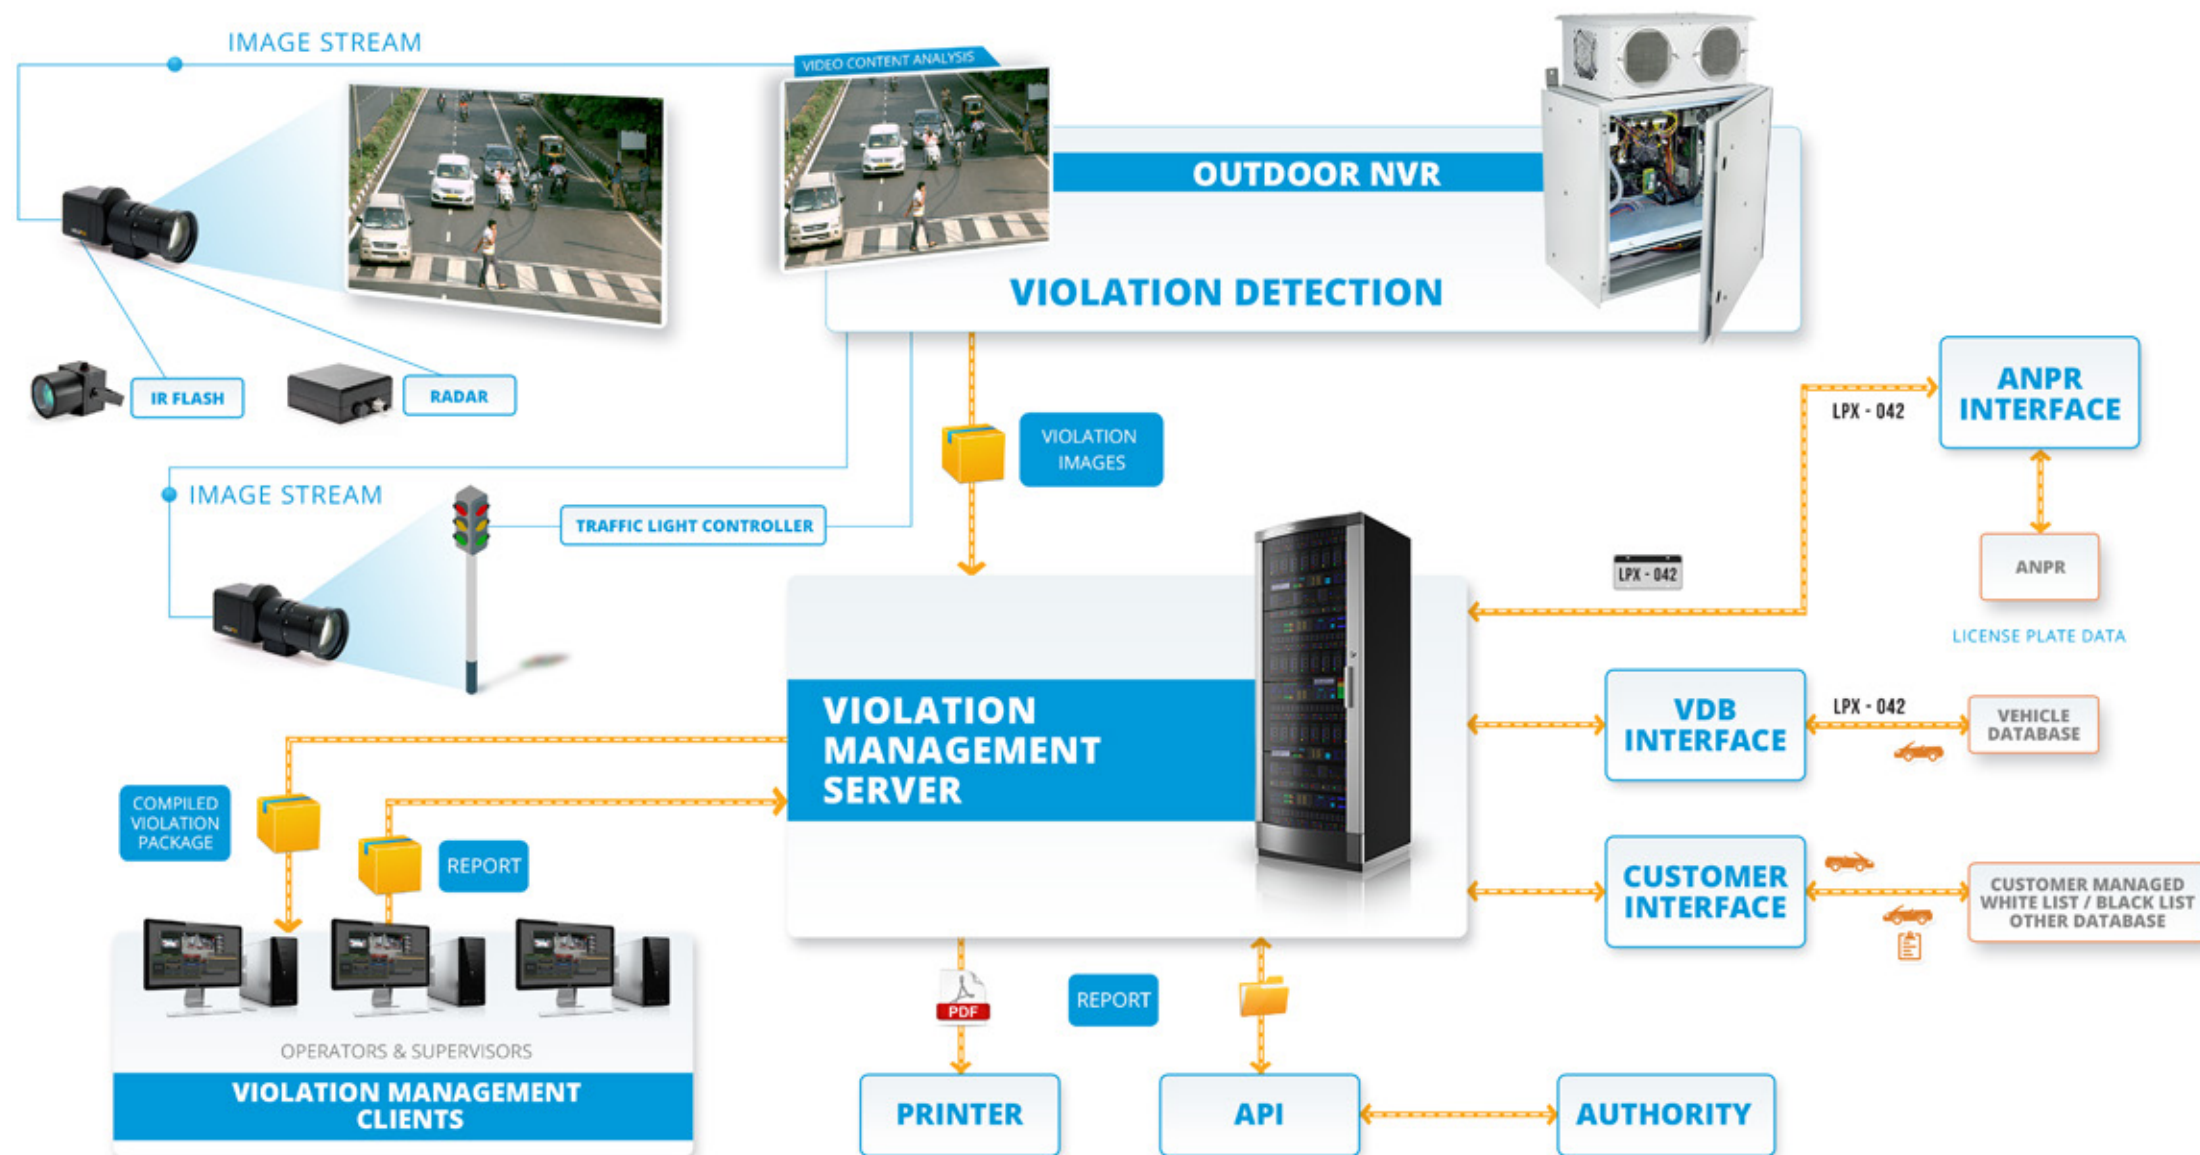 IMAGE STREAM
VIDEO CONTENT ANALYSIS
OUTDOOR NVR
VIOLATION DETECTION
IR FLASH
RADAR
IMAGE STREAM
TRAFFIC LIGHT CONTROLLER
VIOLATION
IMAGES
ANPR
INTERFACE
LPX - 042
LPX - 042
ANPR
LICENSE PLATE DATA
VIOLATION
MANAGEMENT
SERVER
VDB
INTERFACE
LPX - 042
VEHICLE
DATABASE
COMPILED
VIOLATION
PACKAGE
REPORT
CUSTOMER
INTERFACE
CUSTOMER MANAGED
WHITE LIST / BLACK LIST
OTHER DATABASE
OPERATORS & SUPERVISORS
VIOLATION MANAGEMENT
CLIENTS
PDF
REPORT
PRINTER
API
AUTHORITY